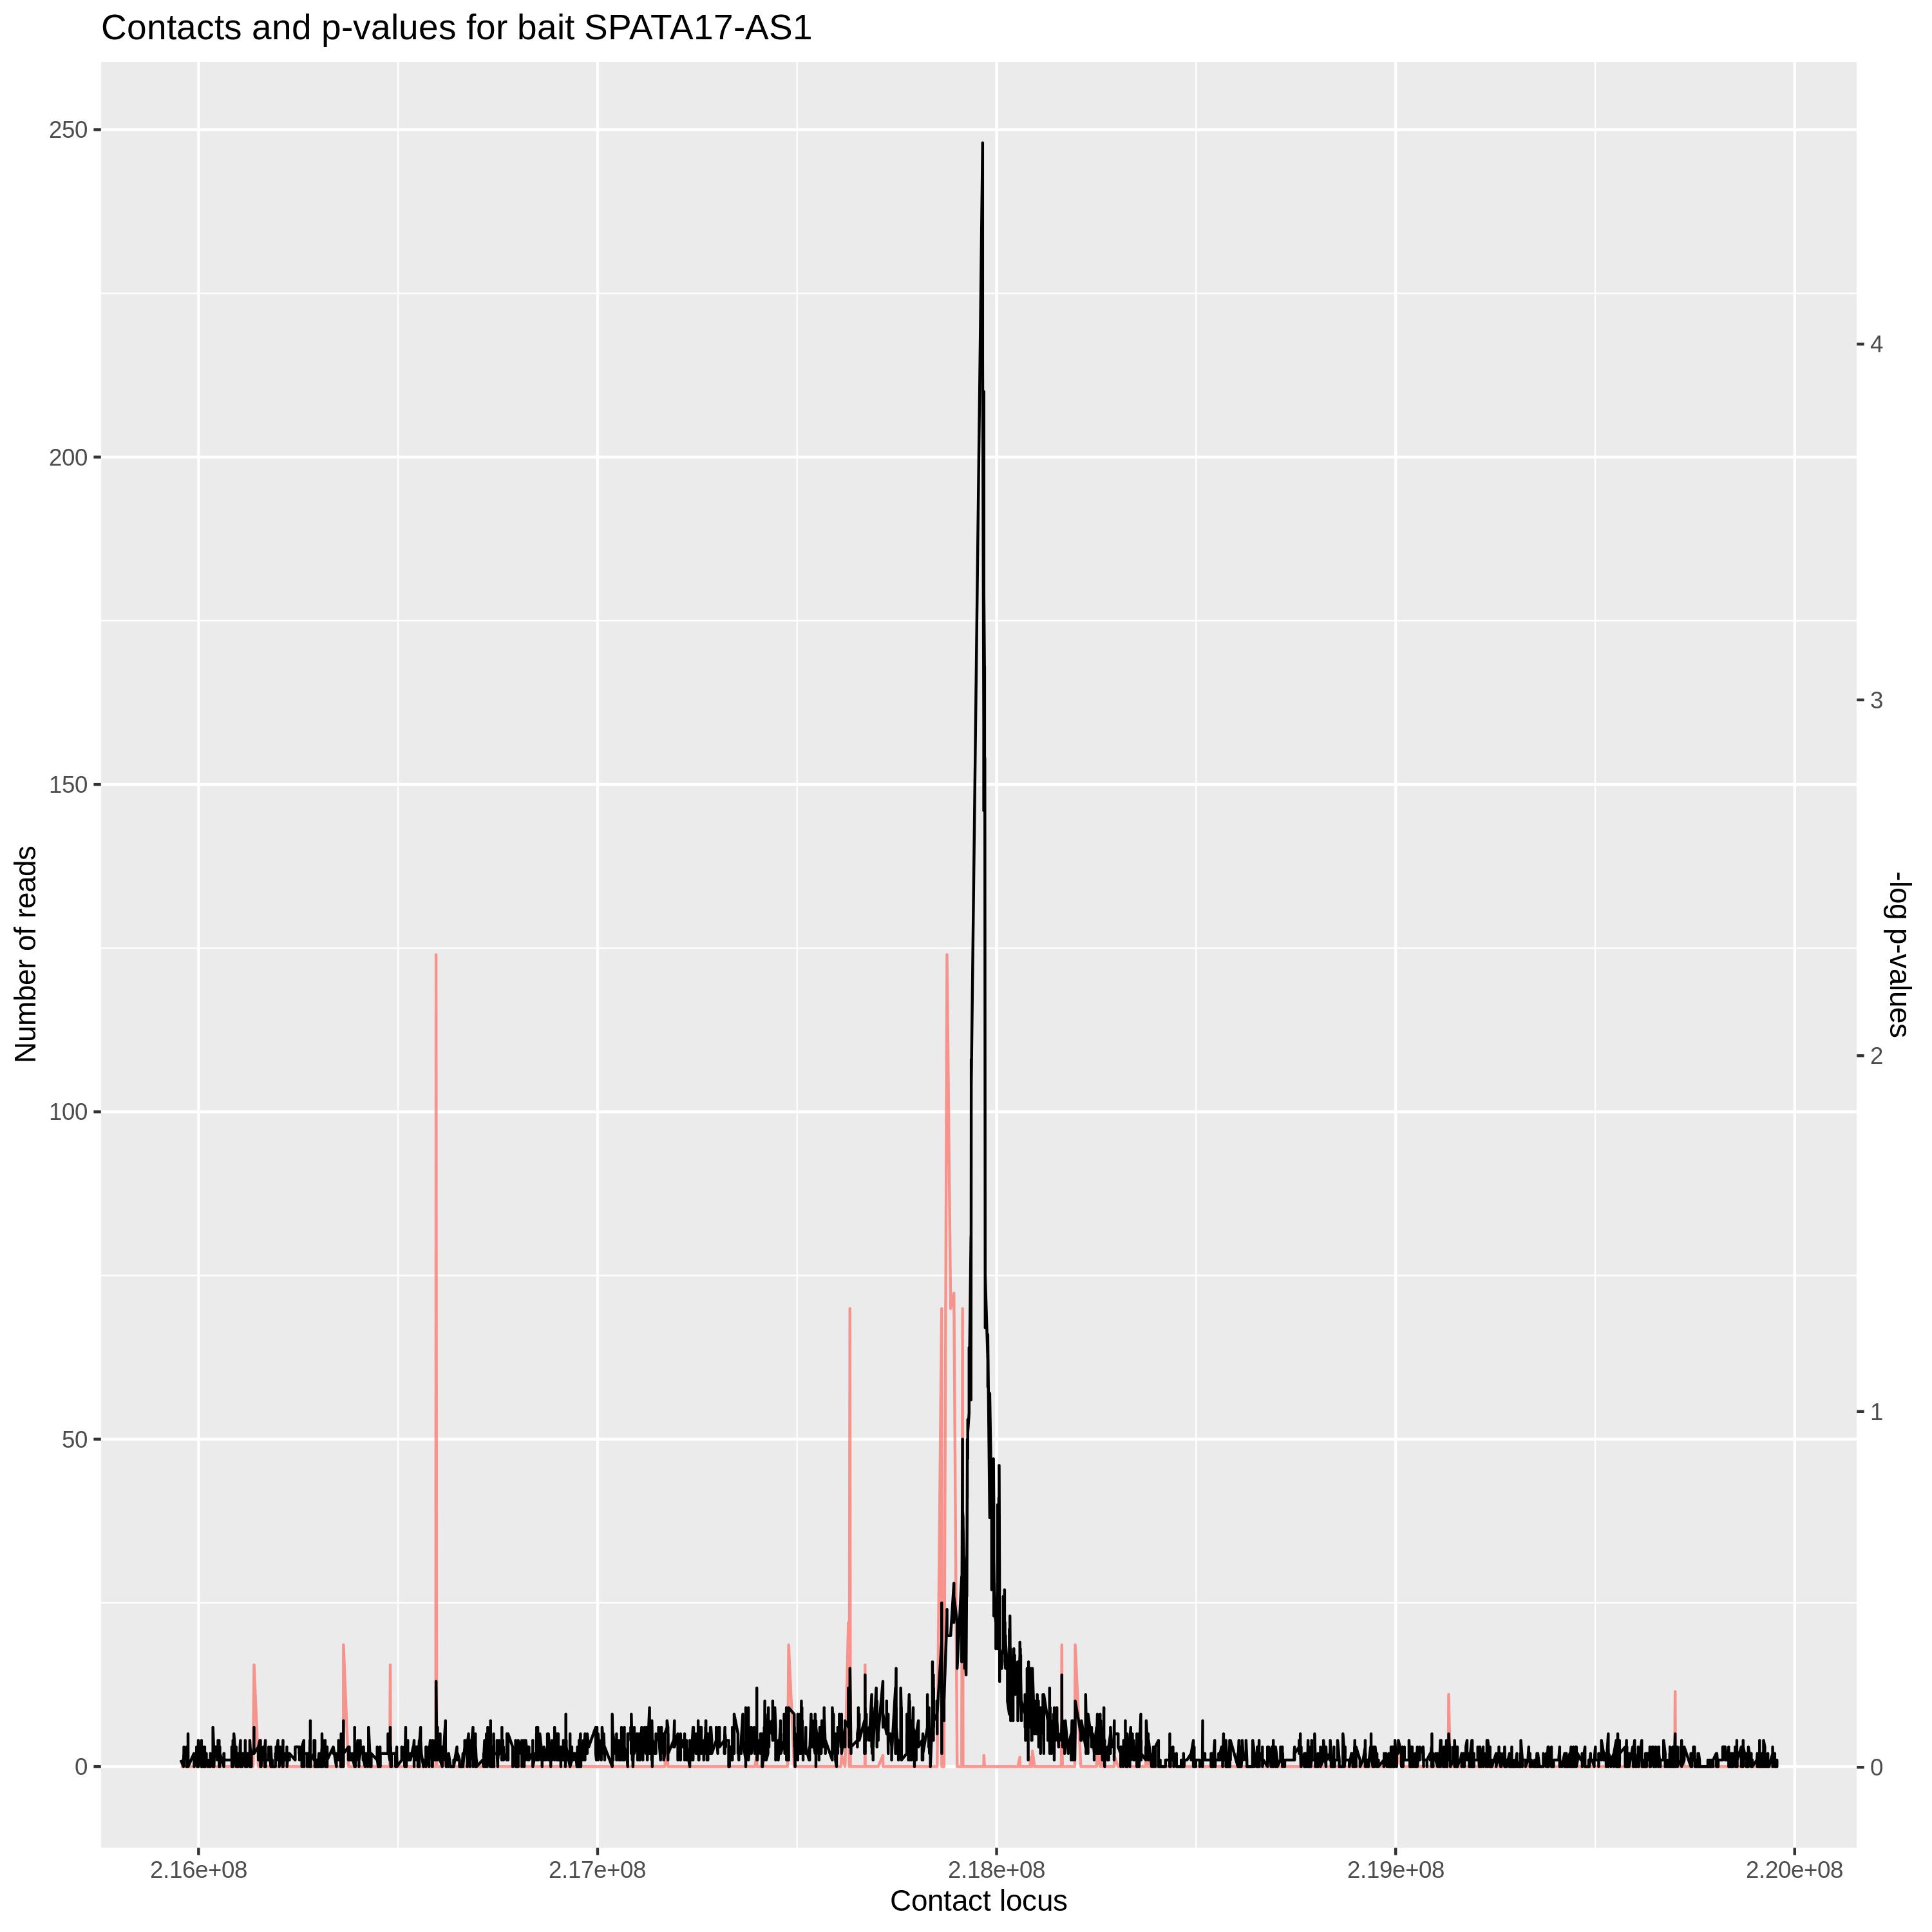 Contacts and p-values for bait SPATA17-AS1
250
200
150
100
50
0
Number of reads
4
3
2
1
0
-log p-values
2.16e+08
2.17e+08
2.18e+08
2.19e+08
2.20e+08
Contact locus